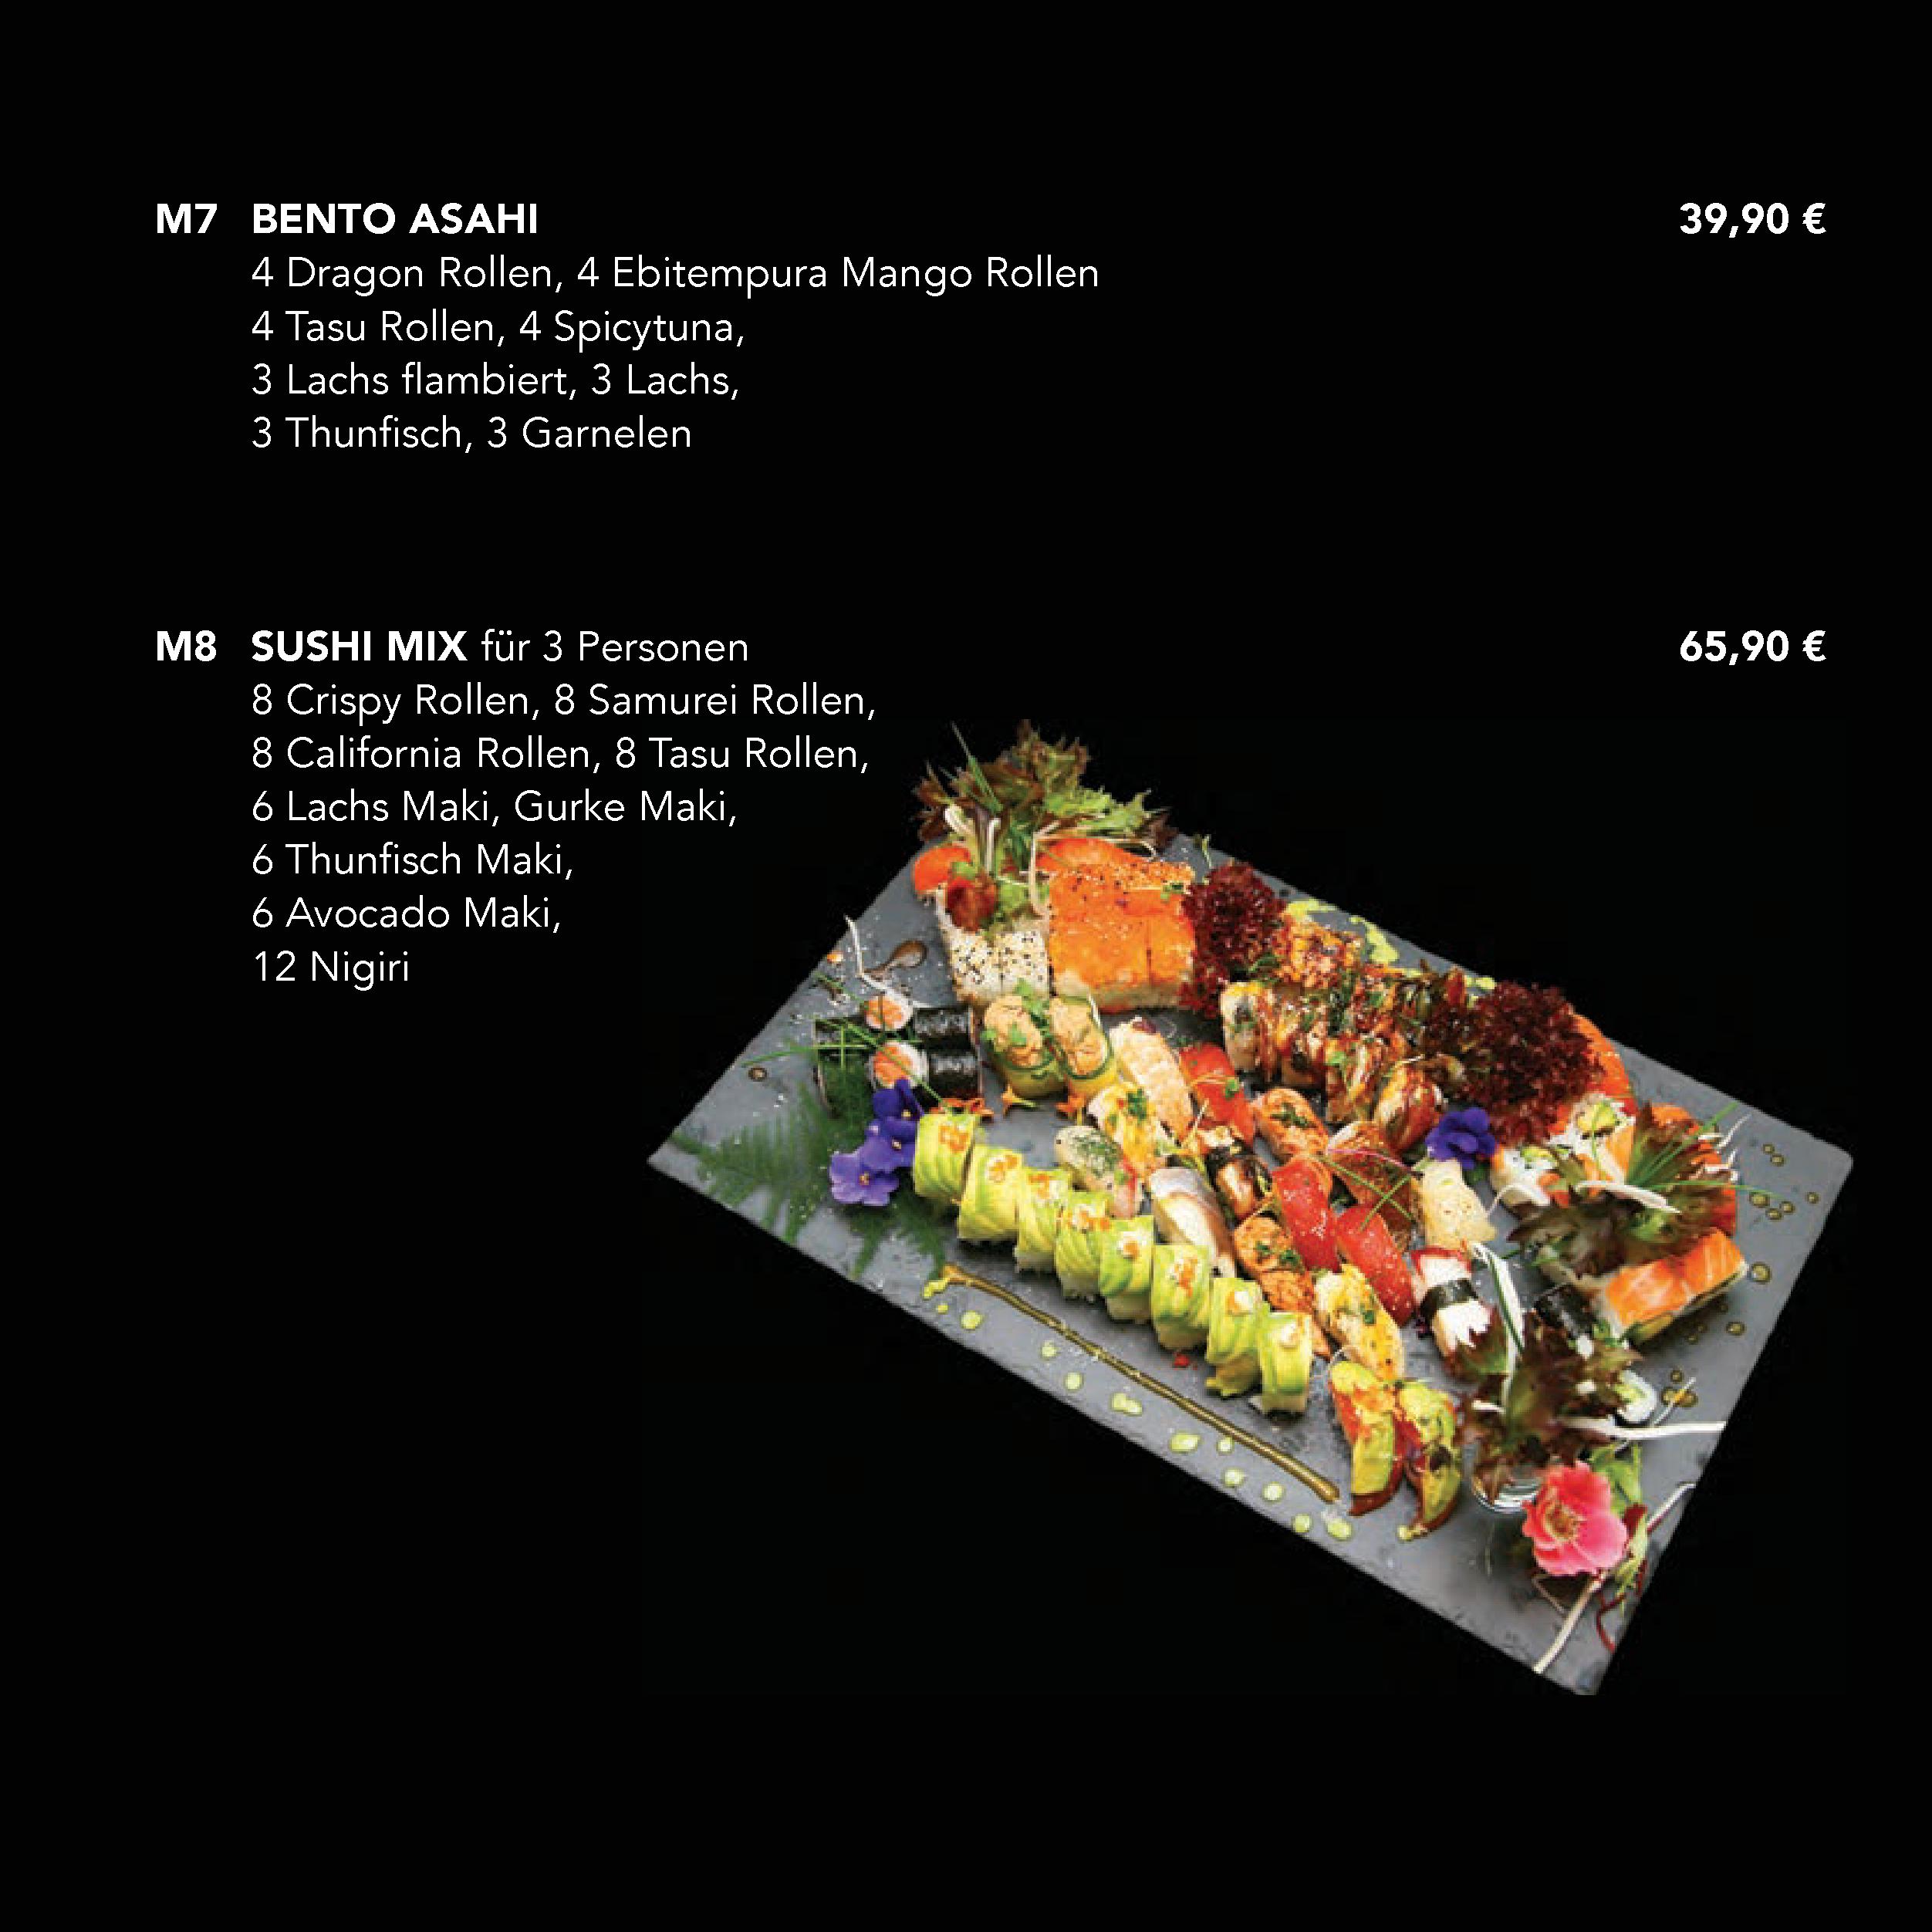 M7 BENTO ASAHI 39,90 €
4 Dragon Rollen, 4 Ebitempura Mango Rollen
4 Tasu Rollen, 4 Spicytuna,
3 Lachs flambiert, 3 Lachs,
3 Thunfisch, 3 Garnelen
M8 SUSHI MIX für 3 Personen 65,90 €
8 Crispy Rollen, 8 Samurei Rollen,
8 California Rollen, 8 Tasu Rollen,
6 Lachs Maki, Gurke Maki,
6 Thunfisch Maki,
6 Avocado Maki,
12 Nigiri